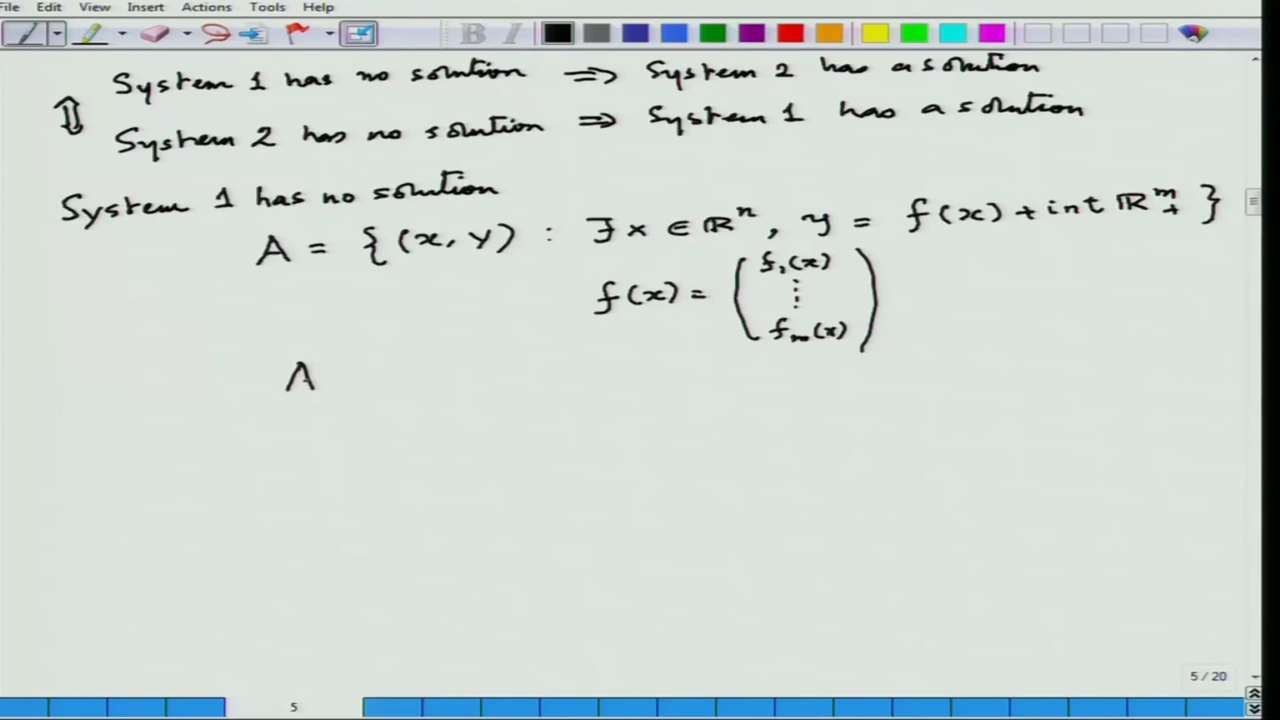 File Edit View Insert Actions Tools Help
B I
System 1 has no solution => System 2 has a solution
⇕
System 2 has no solution => System 1 has a solution
System 1 has no solution
A = { (x, y) : ∃ x ∈ ℝⁿ, y = f(x) + int ℝᵐ₊ }
f(x) = ( f₁(x) ⋮ fₘ(x) )
Λ
5 / 20
5